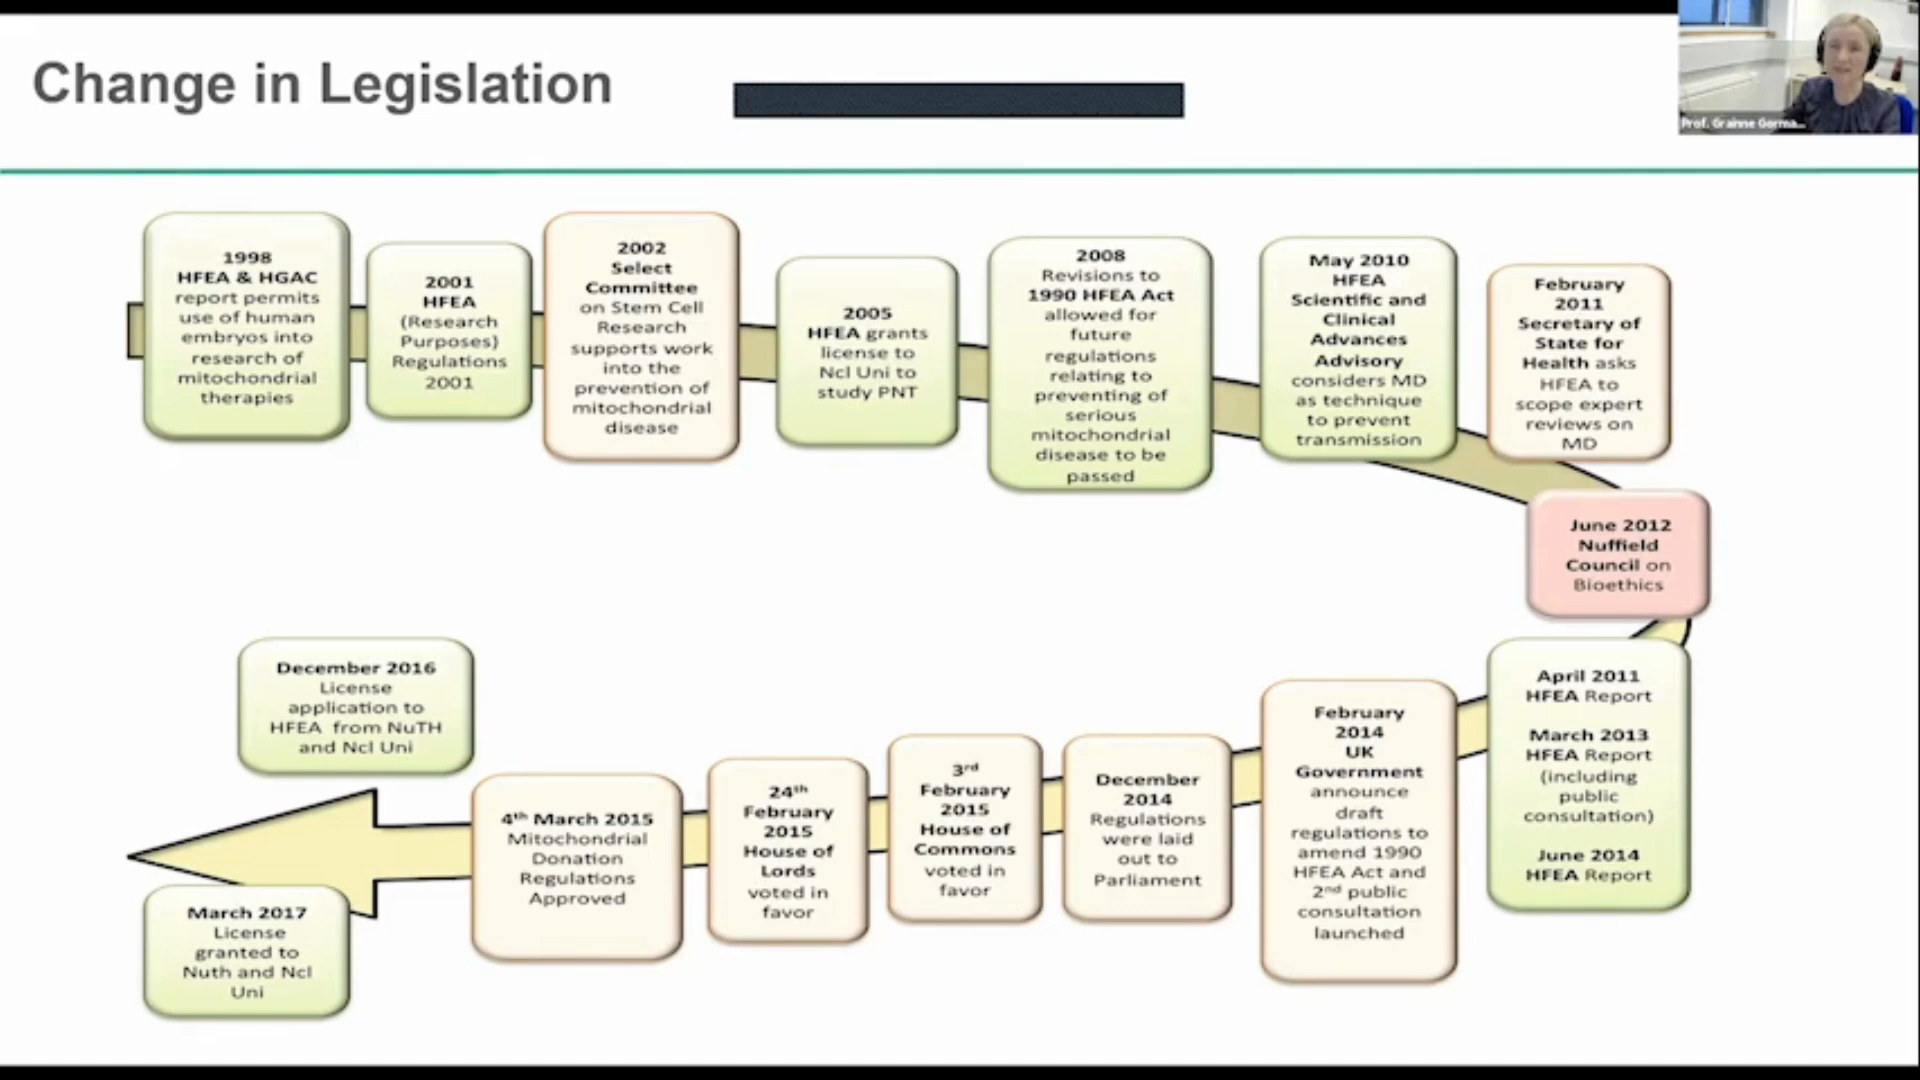 Change in Legislation
Prof. Grainne Gorma...
1998
HFEA & HGAC
report permits
use of human
embryos into
research of
mitochondrial
therapies
2001
HFEA
(Research
Purposes)
Regulations
2001
2002
Select
Committee
on Stem Cell
Research
supports work
into the
prevention of
mitochondrial
disease
2005
HFEA grants
license to
Ncl Uni to
study PNT
2008
Revisions to
1990 HFEA Act
allowed for
future
regulations
relating to
preventing of
serious
mitochondrial
disease to be
passed
May 2010
HFEA
Scientific and
Clinical
Advances
Advisory
considers MD
as technique
to prevent
transmission
February
2011
Secretary of
State for
Health asks
HFEA to
scope expert
reviews on
MD
June 2012
Nuffield
Council on
Bioethics
April 2011
HFEA Report
March 2013
HFEA Report
(including
public
consultation)
June 2014
HFEA Report
February
2014
UK
Government
announce
draft
regulations to
amend 1990
HFEA Act and
2nd public
consultation
launched
December
2014
Regulations
were laid
out to
Parliament
3rd
February
2015
House of
Commons
voted in
favor
24th
February
2015
House of
Lords
voted in
favor
4th March 2015
Mitochondrial
Donation
Regulations
Approved
December 2016
License
application to
HFEA from NuTH
and Ncl Uni
March 2017
License
granted to
Nuth and Ncl
Uni